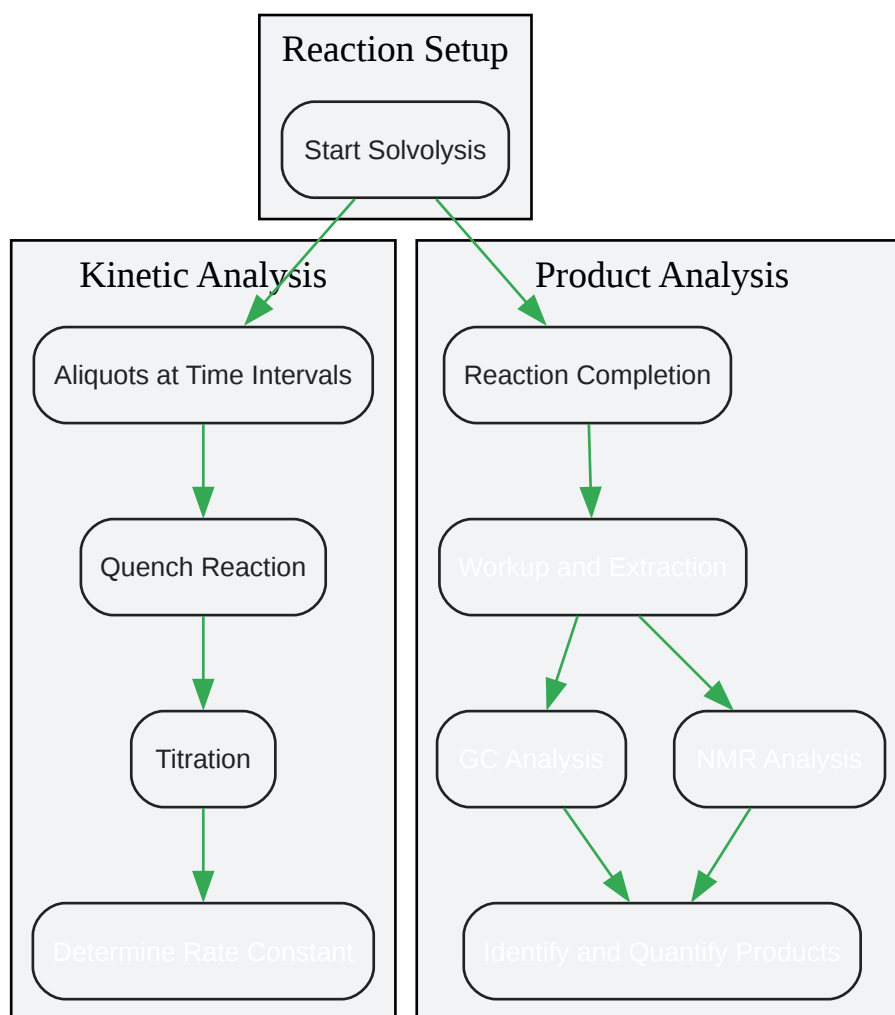 Reaction Setup
Start Solvolysis
Kinetic Analysis
Product Analysis
Aliquots at Time Intervals
Reaction Completion
Quench Reaction
Workup and Extraction
Titration
GC Analysis
NMR Analysis
Determine Rate Constant
Identify and Quantify Products